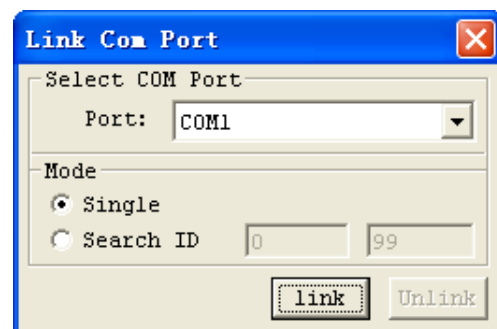 Link Com Port
Select COM Port
Port: COM1
Mode
Single
Search ID 0 99
link Unlink